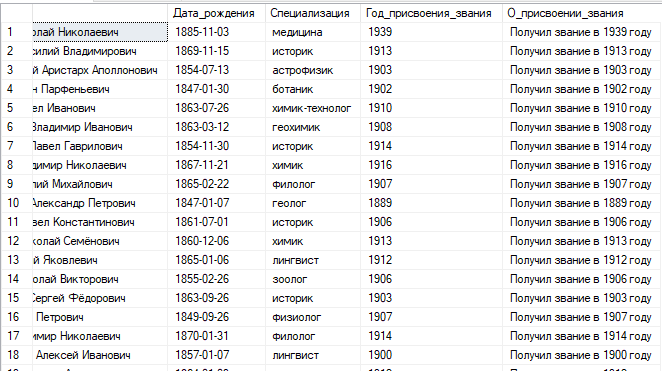 Дата_рождения Специализация Год_присвоения_звания О_присвоении_звания
1 Николаевич 1885-11-03 медицина 1939 Получил звание в 1939 году
2 Владимирович 1869-11-15 историк 1913 Получил звание в 1913 году
3 й Аристарх Аполлонович 1854-07-13 астрофизик 1903 Получил звание в 1903 году
4 н Парфеньевич 1847-01-30 ботаник 1902 Получил звание в 1902 году
5 ел Иванович 1863-07-26 химик-технолог 1910 Получил звание в 1910 году
6 Владимир Иванович 1863-03-12 геохимик 1908 Получил звание в 1908 году
7 Павел Гаврилович 1854-11-30 историк 1914 Получил звание в 1914 году
8 димир Николаевич 1867-11-21 химик 1916 Получил звание в 1916 году
9 лий Михайлович 1865-02-22 филолог 1907 Получил звание в 1907 году
10 Александр Петрович 1847-01-07 геолог 1889 Получил звание в 1889 году
11 вел Константинович 1861-07-01 историк 1906 Получил звание в 1906 году
12 колай Семёнович 1860-12-06 химик 1913 Получил звание в 1913 году
13 й Яковлевич 1865-01-06 лингвист 1912 Получил звание в 1912 году
14 колай Викторович 1855-02-26 зоолог 1906 Получил звание в 1906 году
15 Сергей Фёдорович 1863-09-26 историк 1903 Получил звание в 1903 году
16 Петрович 1849-09-26 физиолог 1907 Получил звание в 1907 году
17 димир Николаевич 1870-01-31 филолог 1914 Получил звание в 1914 году
18 Алексей Иванович 1857-01-07 лингвист 1900 Получил звание в 1900 году